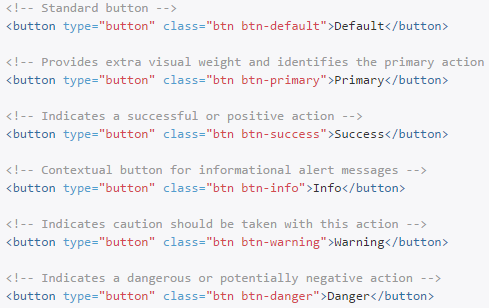 <!-- Standard button -->
<button type="button" class="btn btn-default">Default</button>
<!-- Provides extra visual weight and identifies the primary action
<button type="button" class="btn btn-primary">Primary</button>
<!-- Indicates a successful or positive action -->
<button type="button" class="btn btn-success">Success</button>
<!-- Contextual button for informational alert messages -->
<button type="button" class="btn btn-info">Info</button>
<!-- Indicates caution should be taken with this action -->
<button type="button" class="btn btn-warning">Warning</button>
<!-- Indicates a dangerous or potentially negative action -->
<button type="button" class="btn btn-danger">Danger</button>